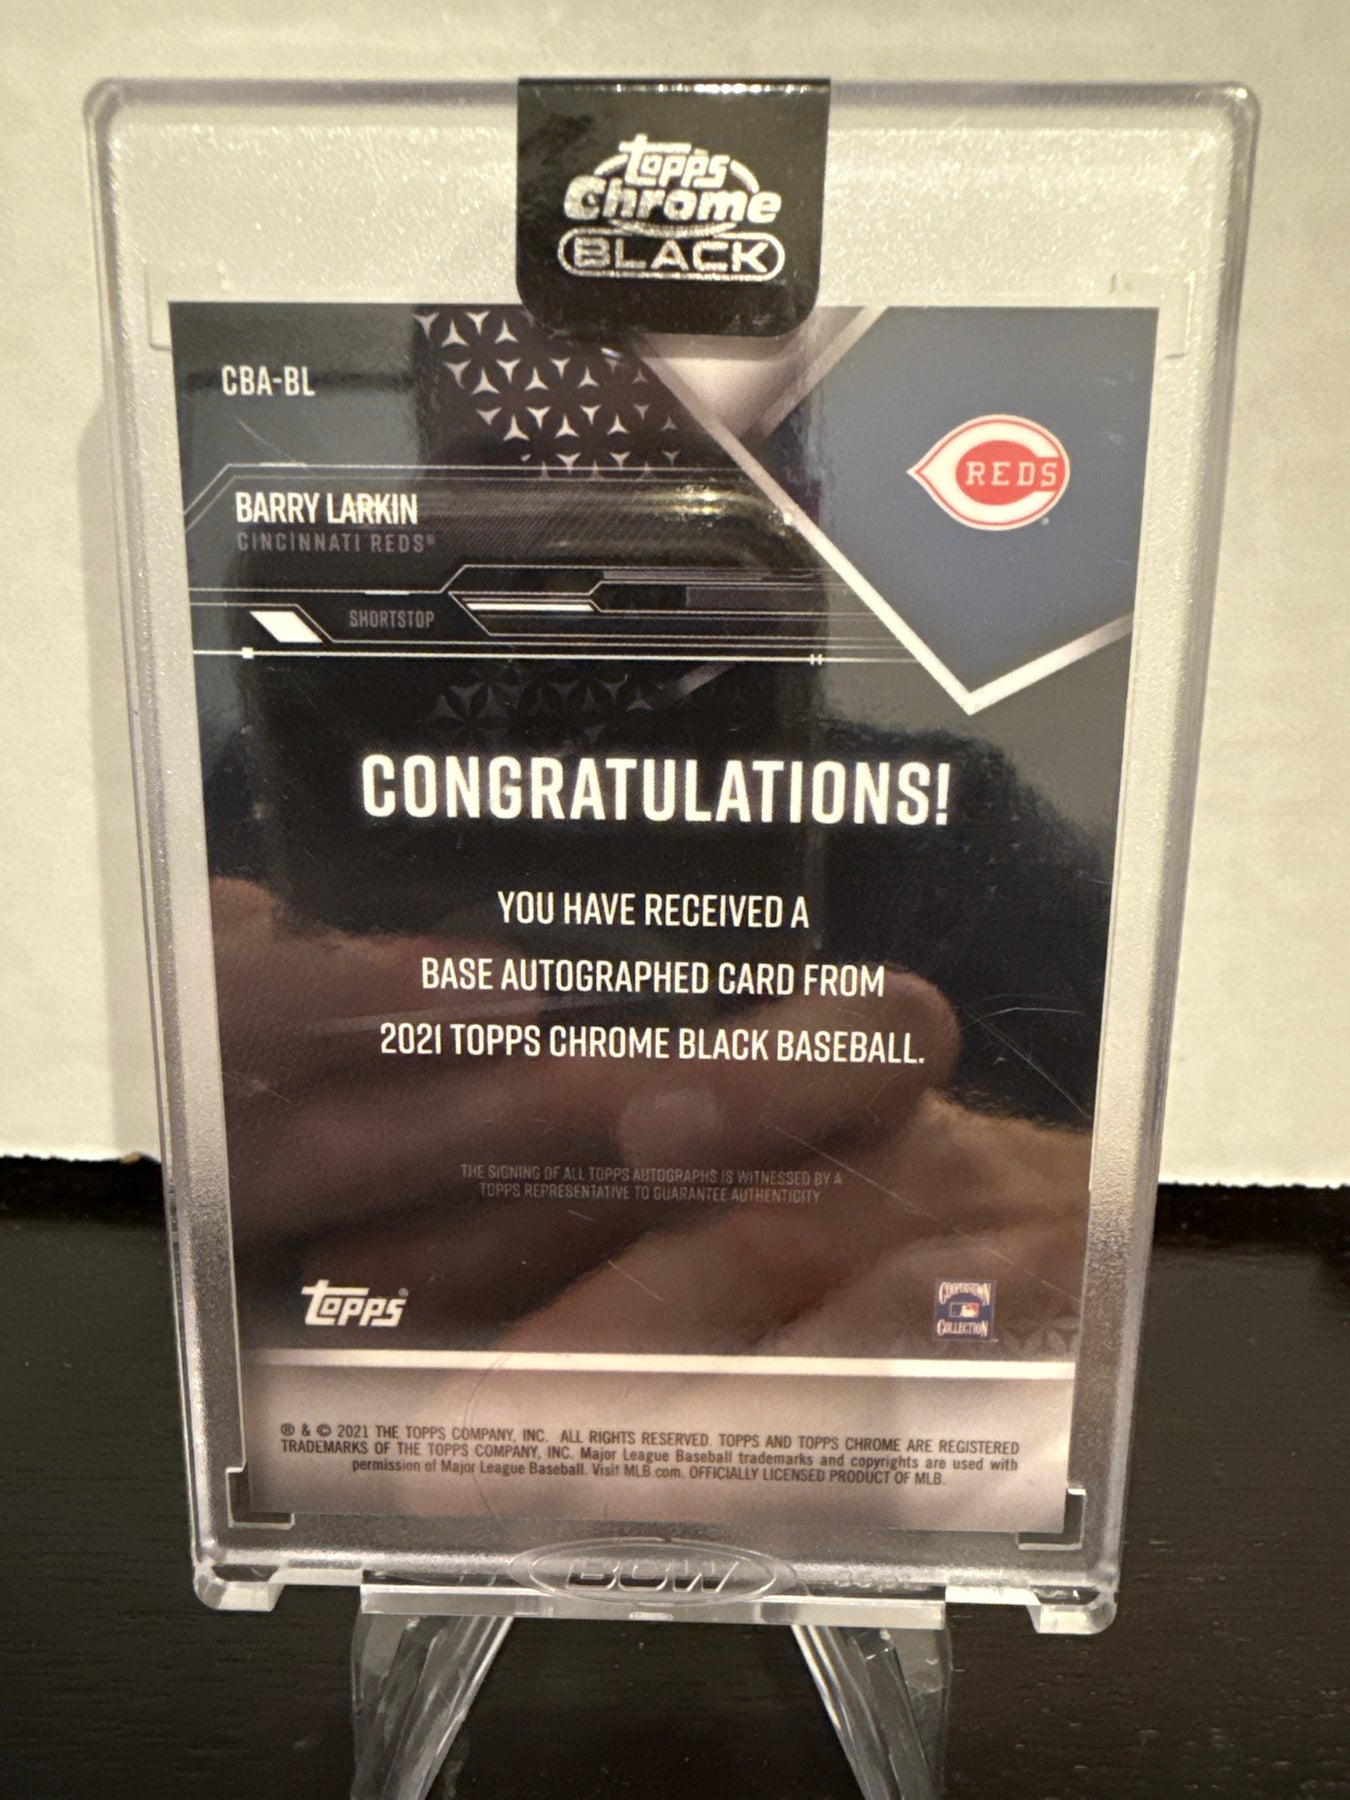 topps
Chrome
BLACK
CBA-BL
REDS
BARRY LARKIN
CINCINNATI REDS®
SHORTSTOP
CONGRATULATIONS!
YOU HAVE RECEIVED A
BASE AUTOGRAPHED CARD FROM
2021 TOPPS CHROME BLACK BASEBALL.
THE SIGNING OF ALL TOPPS AUTOGRAPHS IS WITNESSED BY A
TOPPS REPRESENTATIVE TO GUARANTEE AUTHENTICITY
topps®
COOPERSTOWN
COLLECTION
® & © 2021 THE TOPPS COMPANY, INC. ALL RIGHTS RESERVED. TOPPS AND TOPPS CHROME ARE REGISTERED
TRADEMARKS OF THE TOPPS COMPANY, INC. Major League Baseball trademarks and copyrights are used with
permission of Major League Baseball. Visit MLB.com. OFFICIALLY LICENSED PRODUCT OF MLB.
BCW